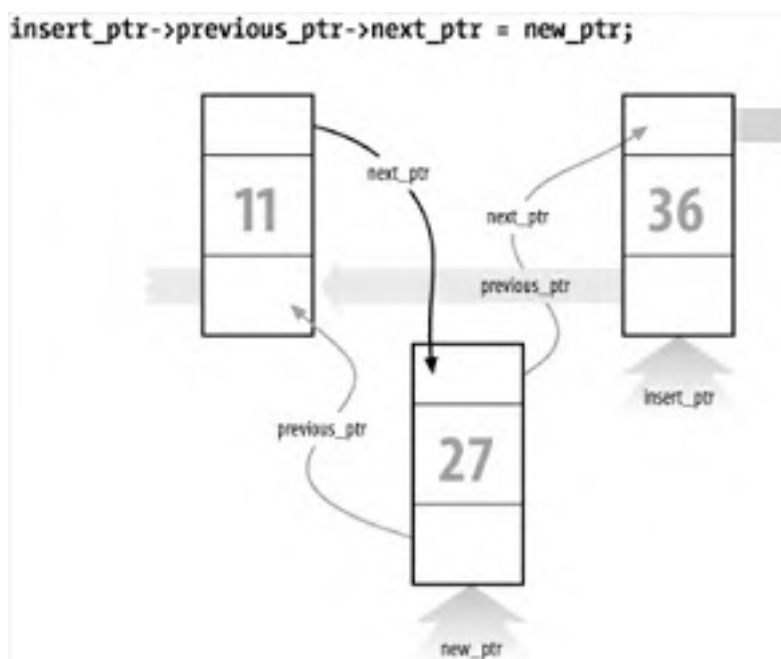 insert_ptr->previous_ptr->next_ptr = new_ptr;
next_ptr
11
36
next_ptr
previous_ptr
insert_ptr
previous_ptr
27
new_ptr